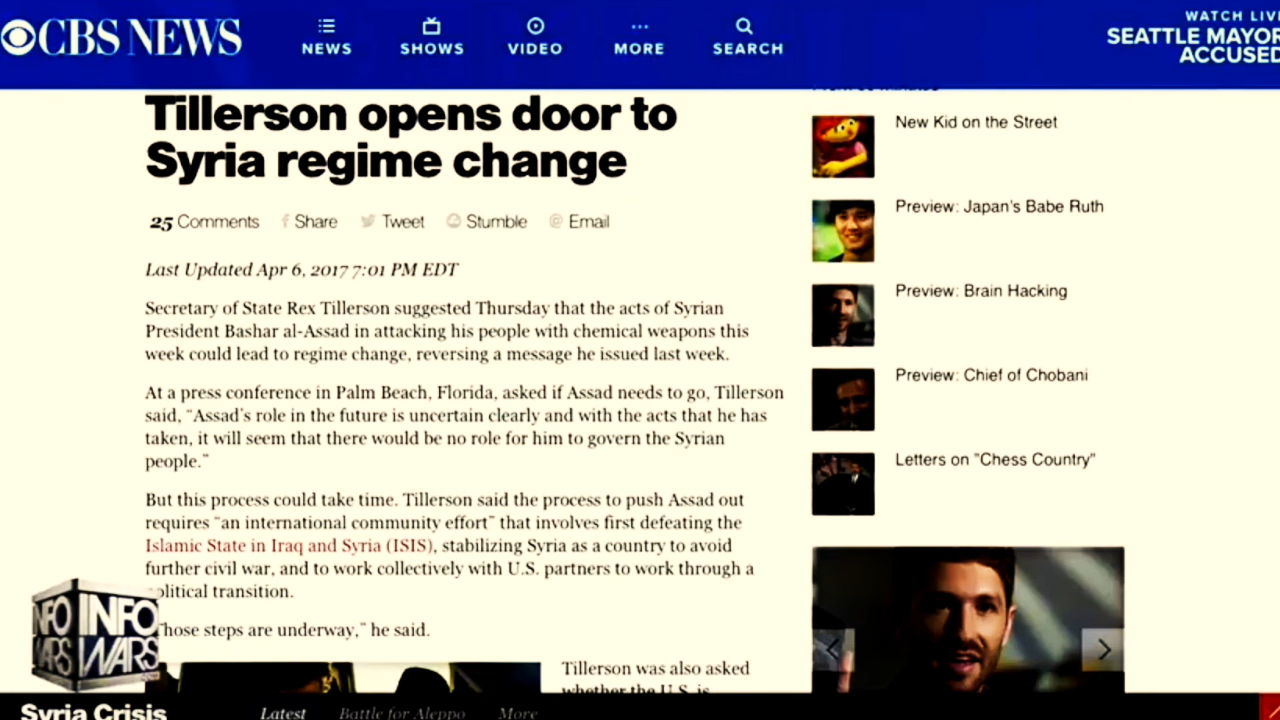 CBS NEWS
NEWS
SHOWS
VIDEO
MORE
SEARCH
WATCH LIV
SEATTLE MAYOR
ACCUSED
Tillerson opens door to
Syria regime change
25 Comments
Share
Tweet
Stumble
Email
Last Updated Apr 6, 2017 7:01 PM EDT
Secretary of State Rex Tillerson suggested Thursday that the acts of Syrian
President Bashar al-Assad in attacking his people with chemical weapons this
week could lead to regime change, reversing a message he issued last week.
At a press conference in Palm Beach, Florida, asked if Assad needs to go, Tillerson
said, “Assad's role in the future is uncertain clearly and with the acts that he has
taken, it will seem that there would be no role for him to govern the Syrian
people.”
But this process could take time. Tillerson said the process to push Assad out
requires “an international community effort” that involves first defeating the
Islamic State in Iraq and Syria (ISIS), stabilizing Syria as a country to avoid
further civil war, and to work collectively with U.S. partners to work through a
olitical transition.
Those steps are underway,” he said.
Tillerson was also asked
whether the U.S. is
New Kid on the Street
Preview: Japan's Babe Ruth
Preview: Brain Hacking
Preview: Chief of Chobani
Letters on "Chess Country"
INFO
WARS
NFO
WARS
Syria Crisis
Latest
Battle for Aleppo
More